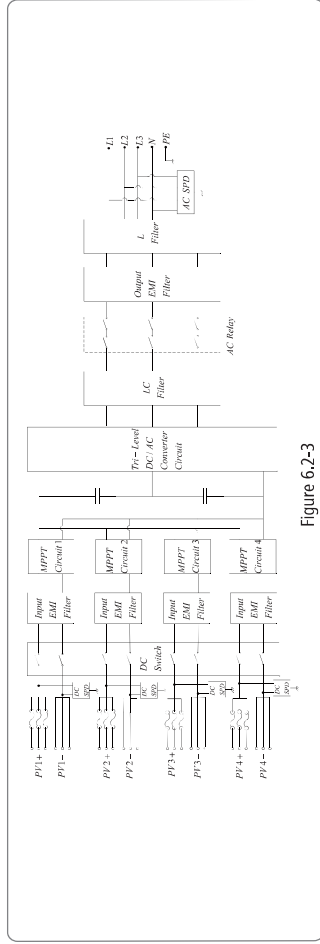 PV1+
PV1−
PV2+
PV2−
PV3+
PV3−
PV4+
PV4−
DC
SPD
DC
SPD
DC
SPD
DC
SPD
DC
Switch
Input
EMI
Filter
Input
EMI
Filter
Input
EMI
Filter
Input
EMI
Filter
MPPT
Circuit 1
MPPT
Circuit 2
MPPT
Circuit 3
MPPT
Circuit 4
Tri−Level
DC/AC
Converter
Circuit
LC
Filter
AC Relay
Output
EMI
Filter
L
Filter
AC SPD
L1
L2
L3
N
PE
Figure 6.2-3